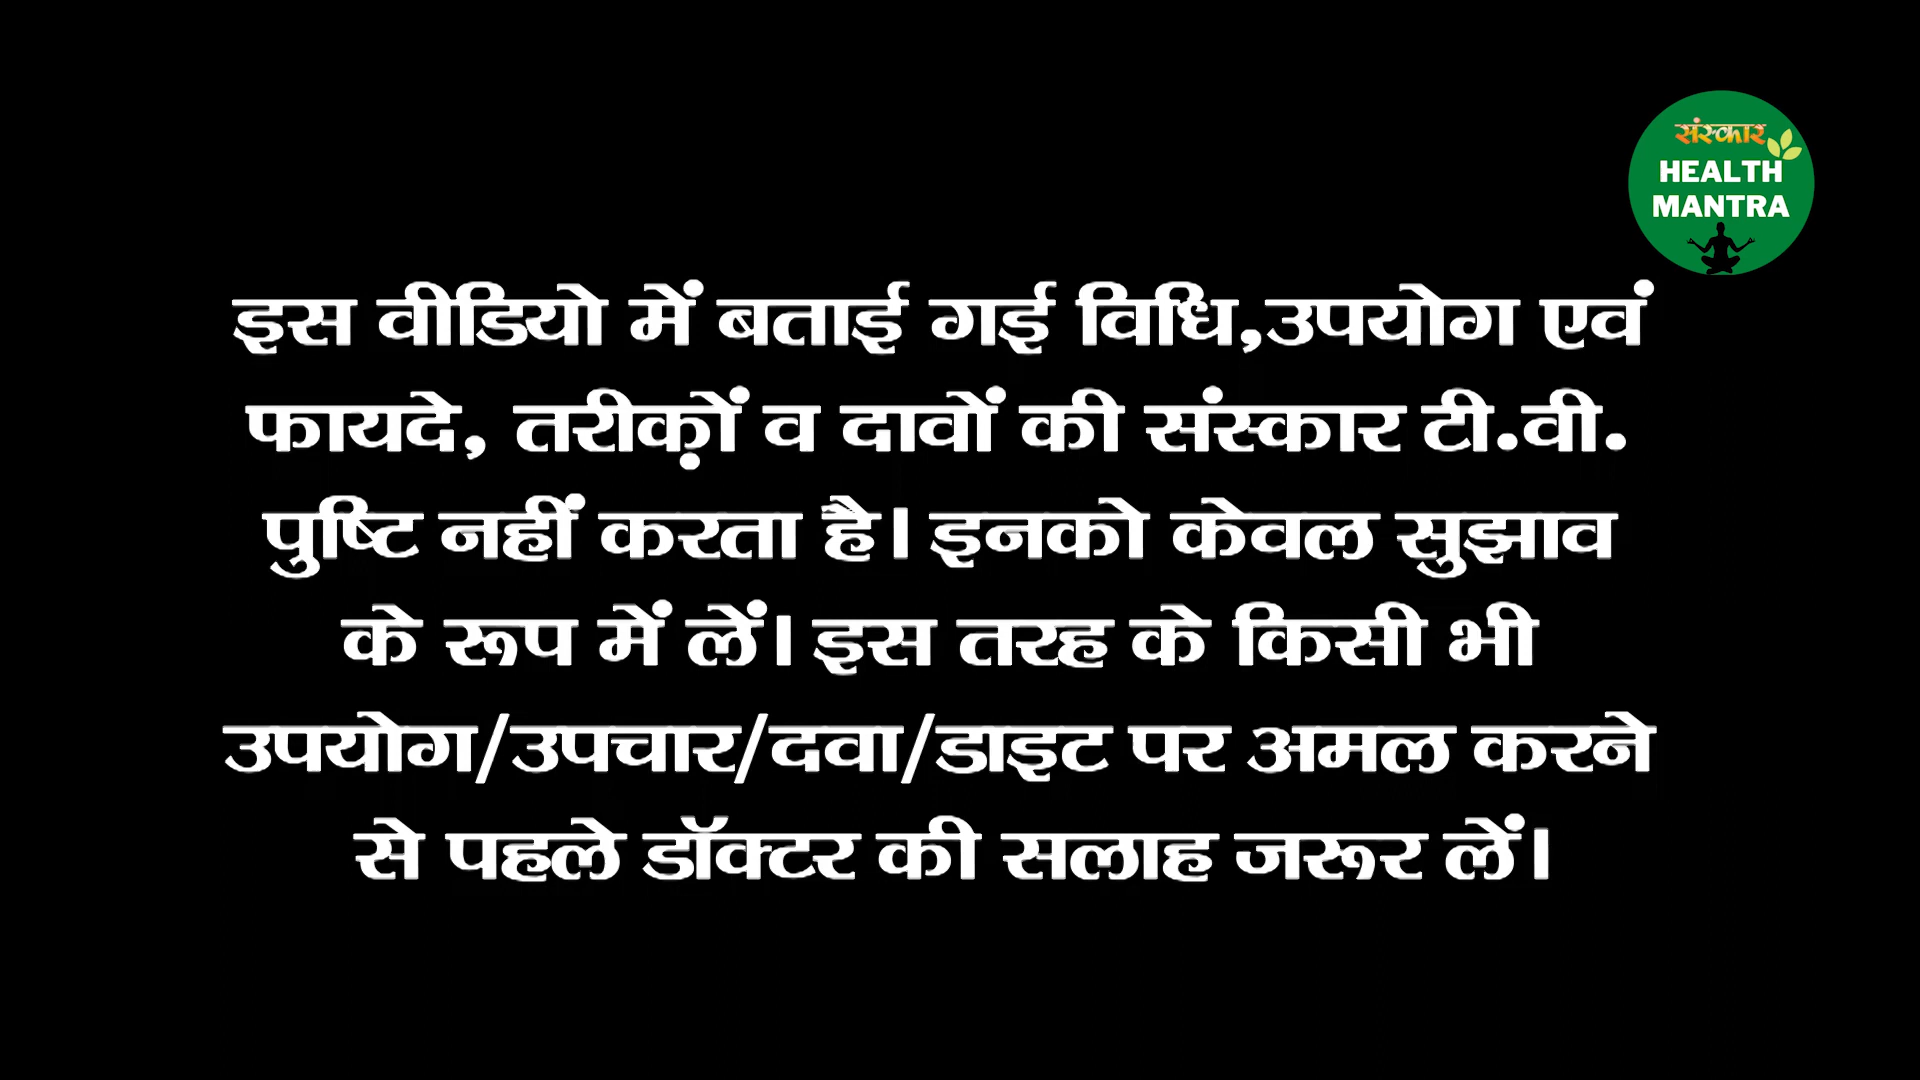 संस्कार
HEALTH
MANTRA
इस वीडियो में बताई गई विधि,उपयोग एवं
फायदे, तरीक़ों व दावों की संस्कार टी.वी.
पुष्टि नहीं करता है। इनको केवल सुझाव
के रूप में लें। इस तरह के किसी भी
उपयोग/उपचार/दवा/डाइट पर अमल करने
से पहले डॉक्टर की सलाह जरूर लें।